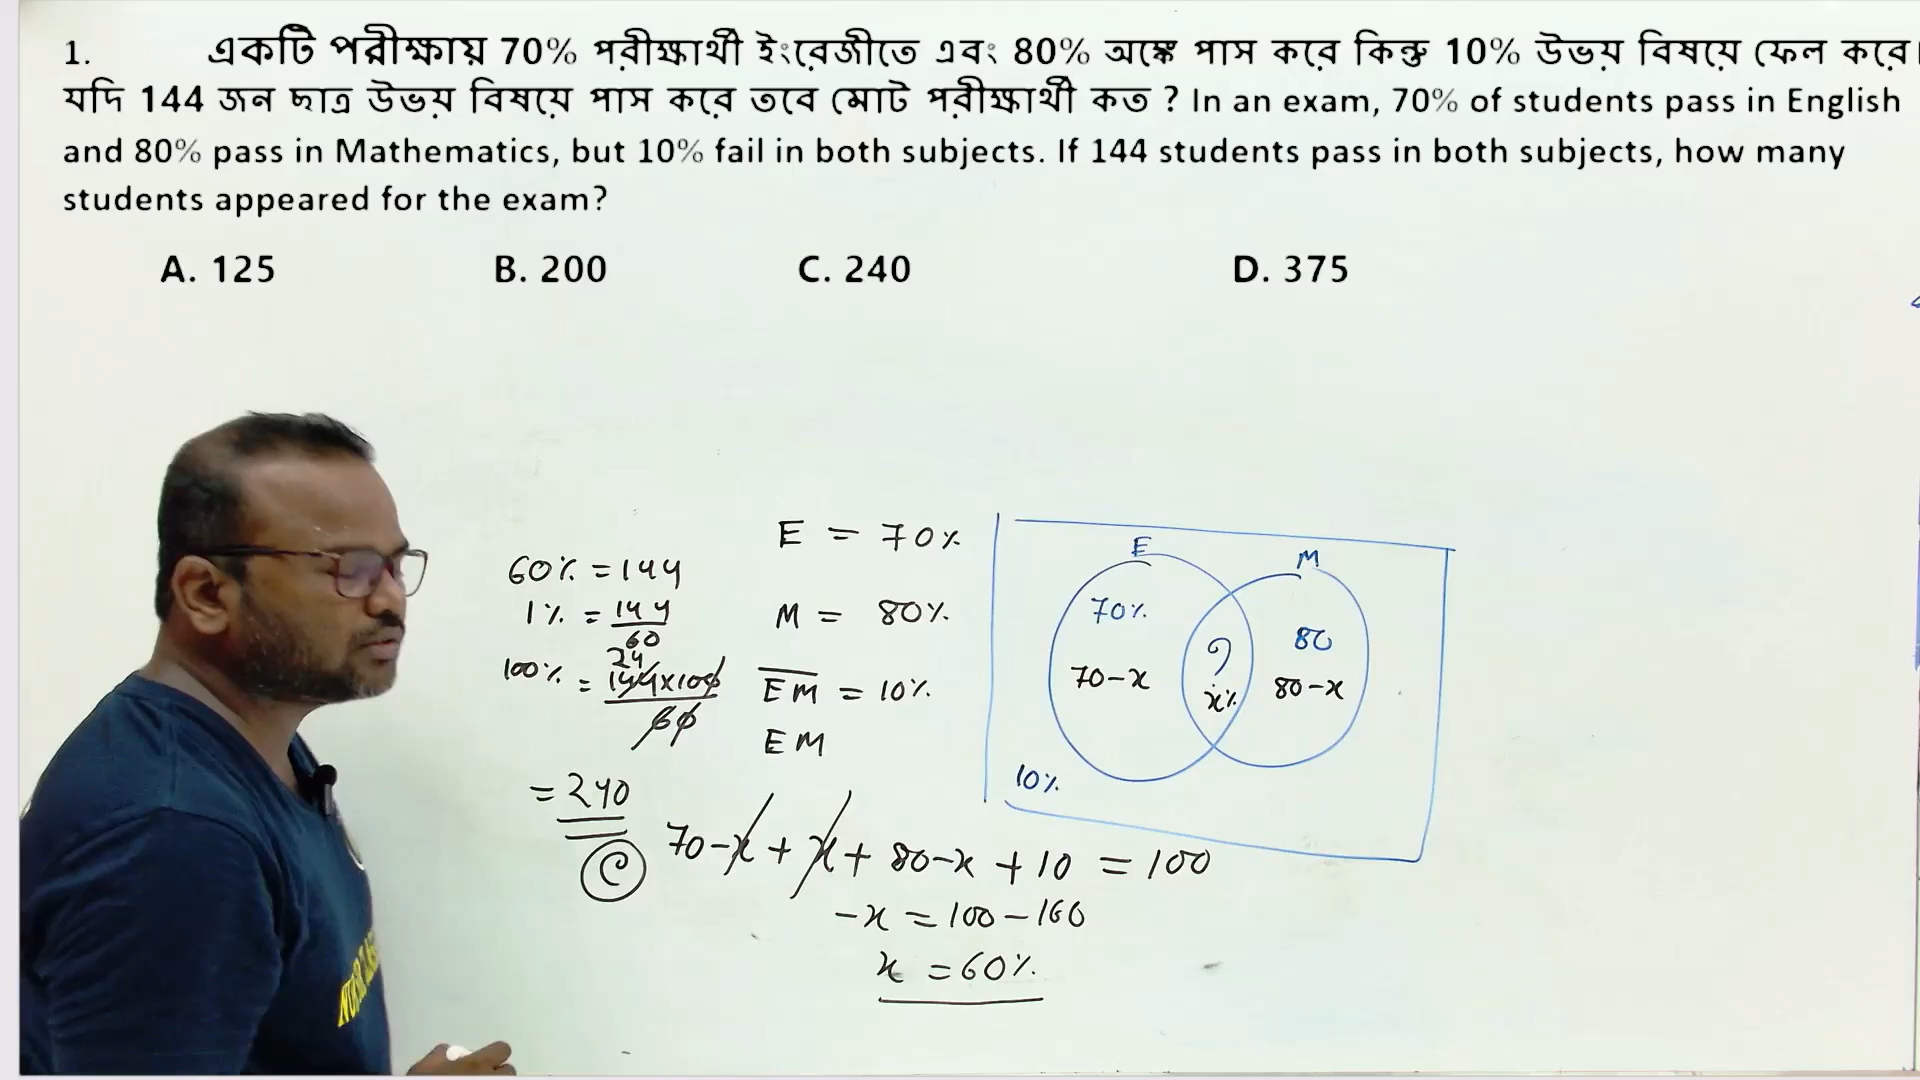 1. একটি পরীক্ষায় 70% পরীক্ষার্থী ইংরেজীতে এবং 80% অঙ্কে পাস করে কিন্তু 10% উভয় বিষয়ে ফেল করে।
যদি 144 জন ছাত্র উভয় বিষয়ে পাস করে তবে মোট পরীক্ষার্থী কত ? In an exam, 70% of students pass in English
and 80% pass in Mathematics, but 10% fail in both subjects. If 144 students pass in both subjects, how many
students appeared for the exam?
A. 125 B. 200 C. 240 D. 375
60% = 144
1% = 144/60
24
100% = 144x100/60
= 240
C
E = 70%
M = 80%
E̅M̅ = 10%
EM
E M
70% ? 80
70-x x% 80-x
10%
70-x + x + 80-x + 10 = 100
-x = 100-160
x = 60%